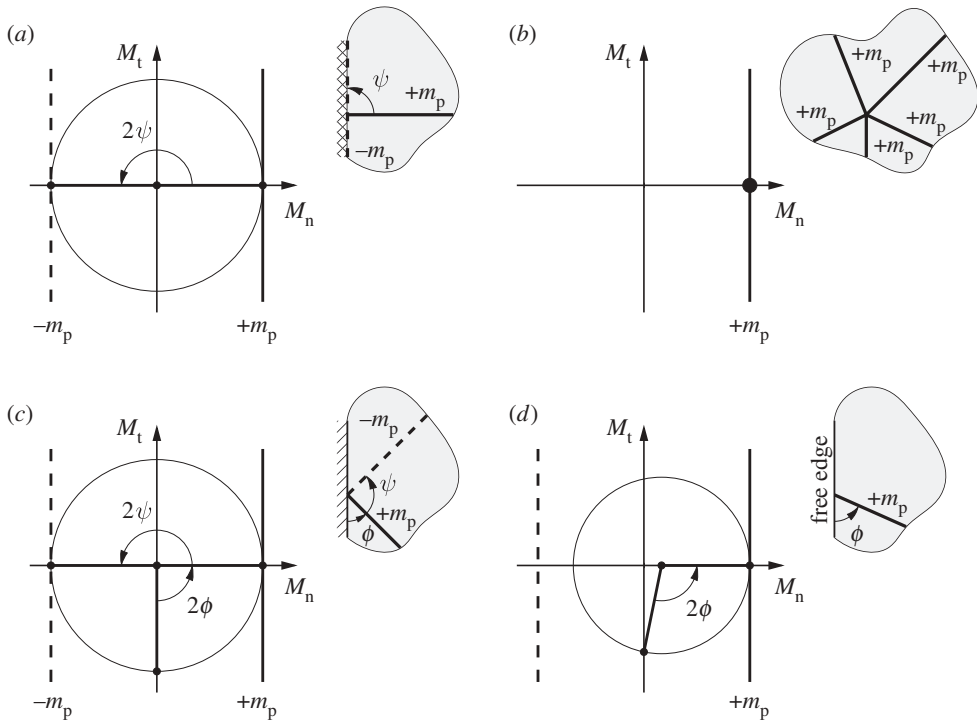 (a)
M_t
2ψ
M_n
–m_p
+m_p
ψ
+m_p
–m_p
(b)
M_t
M_n
+m_p
+m_p
+m_p
+m_p
+m_p
+m_p
(c)
M_t
2ψ
M_n
2ϕ
–m_p
+m_p
–m_p
ψ
+m_p
ϕ
(d)
M_t
M_n
2ϕ
+m_p
free edge
+m_p
ϕ